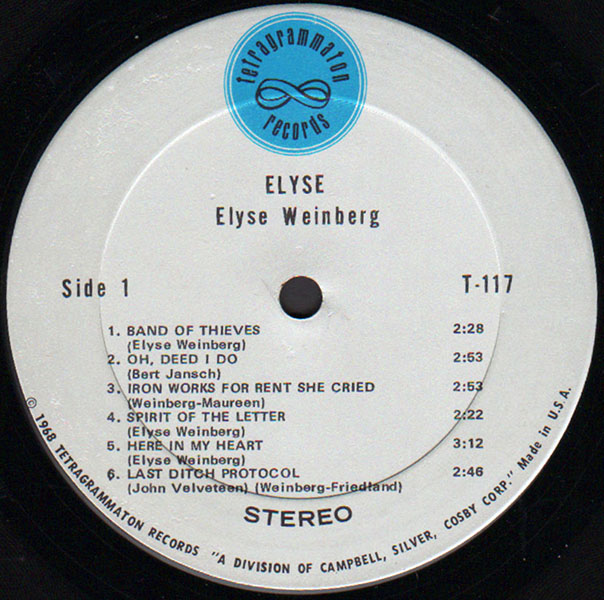 tetragrammaton
records
ELYSE
Elyse Weinberg
Side 1
T-117
1. BAND OF THIEVES 2:28
(Elyse Weinberg)
2. OH, DEED I DO 2:53
(Bert Jansch)
3. IRON WORKS FOR RENT SHE CRIED 2:53
(Weinberg-Maureen)
4. SPIRIT OF THE LETTER 2:22
(Elyse Weinberg)
5. HERE IN MY HEART 3:12
(Elyse Weinberg)
6. LAST DITCH PROTOCOL 2:46
(John Velveteen) (Weinberg-Friedland)
STEREO
© 1968 TETRAGRAMMATON RECORDS "A DIVISION OF CAMPBELL, SILVER, COSBY CORP." Made in U.S.A.